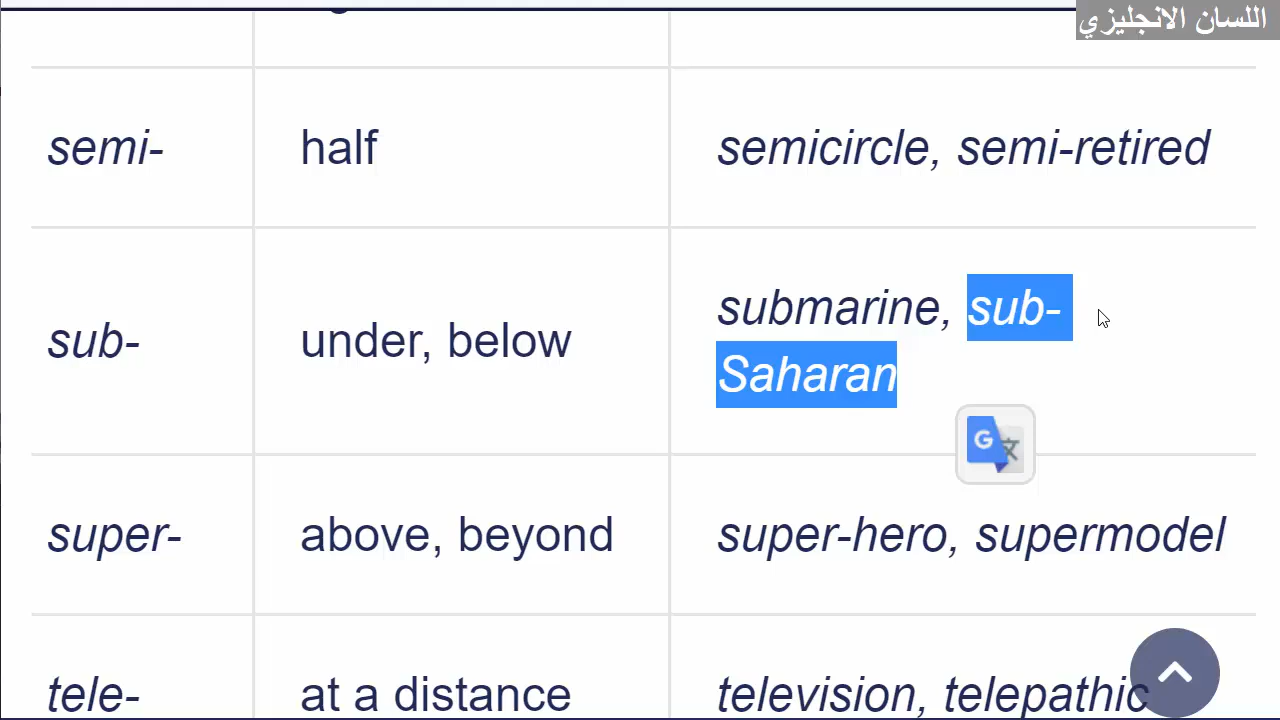 اللسان الانجليزي
semi- half semicircle, semi-retired
sub- under, below submarine, sub-
Saharan
super- above, beyond super-hero, supermodel
tele- at a distance television, telepathic